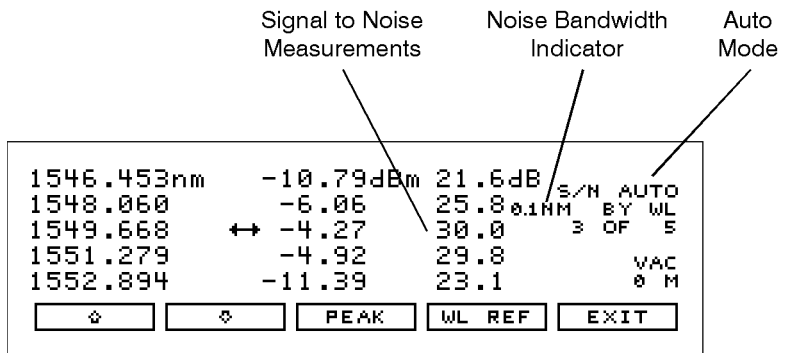 Signal to Noise Measurements
Noise Bandwidth Indicator
Auto Mode
1546.453nm -10.79dBm 21.6dB S/N AUTO
1548.060 -6.06 25.8 0.1NM BY WL
1549.668 ↔ -4.27 30.0 3 OF 5
1551.279 -4.92 29.8 VAC
1552.894 -11.39 23.1 0 M
PEAK WL REF EXIT